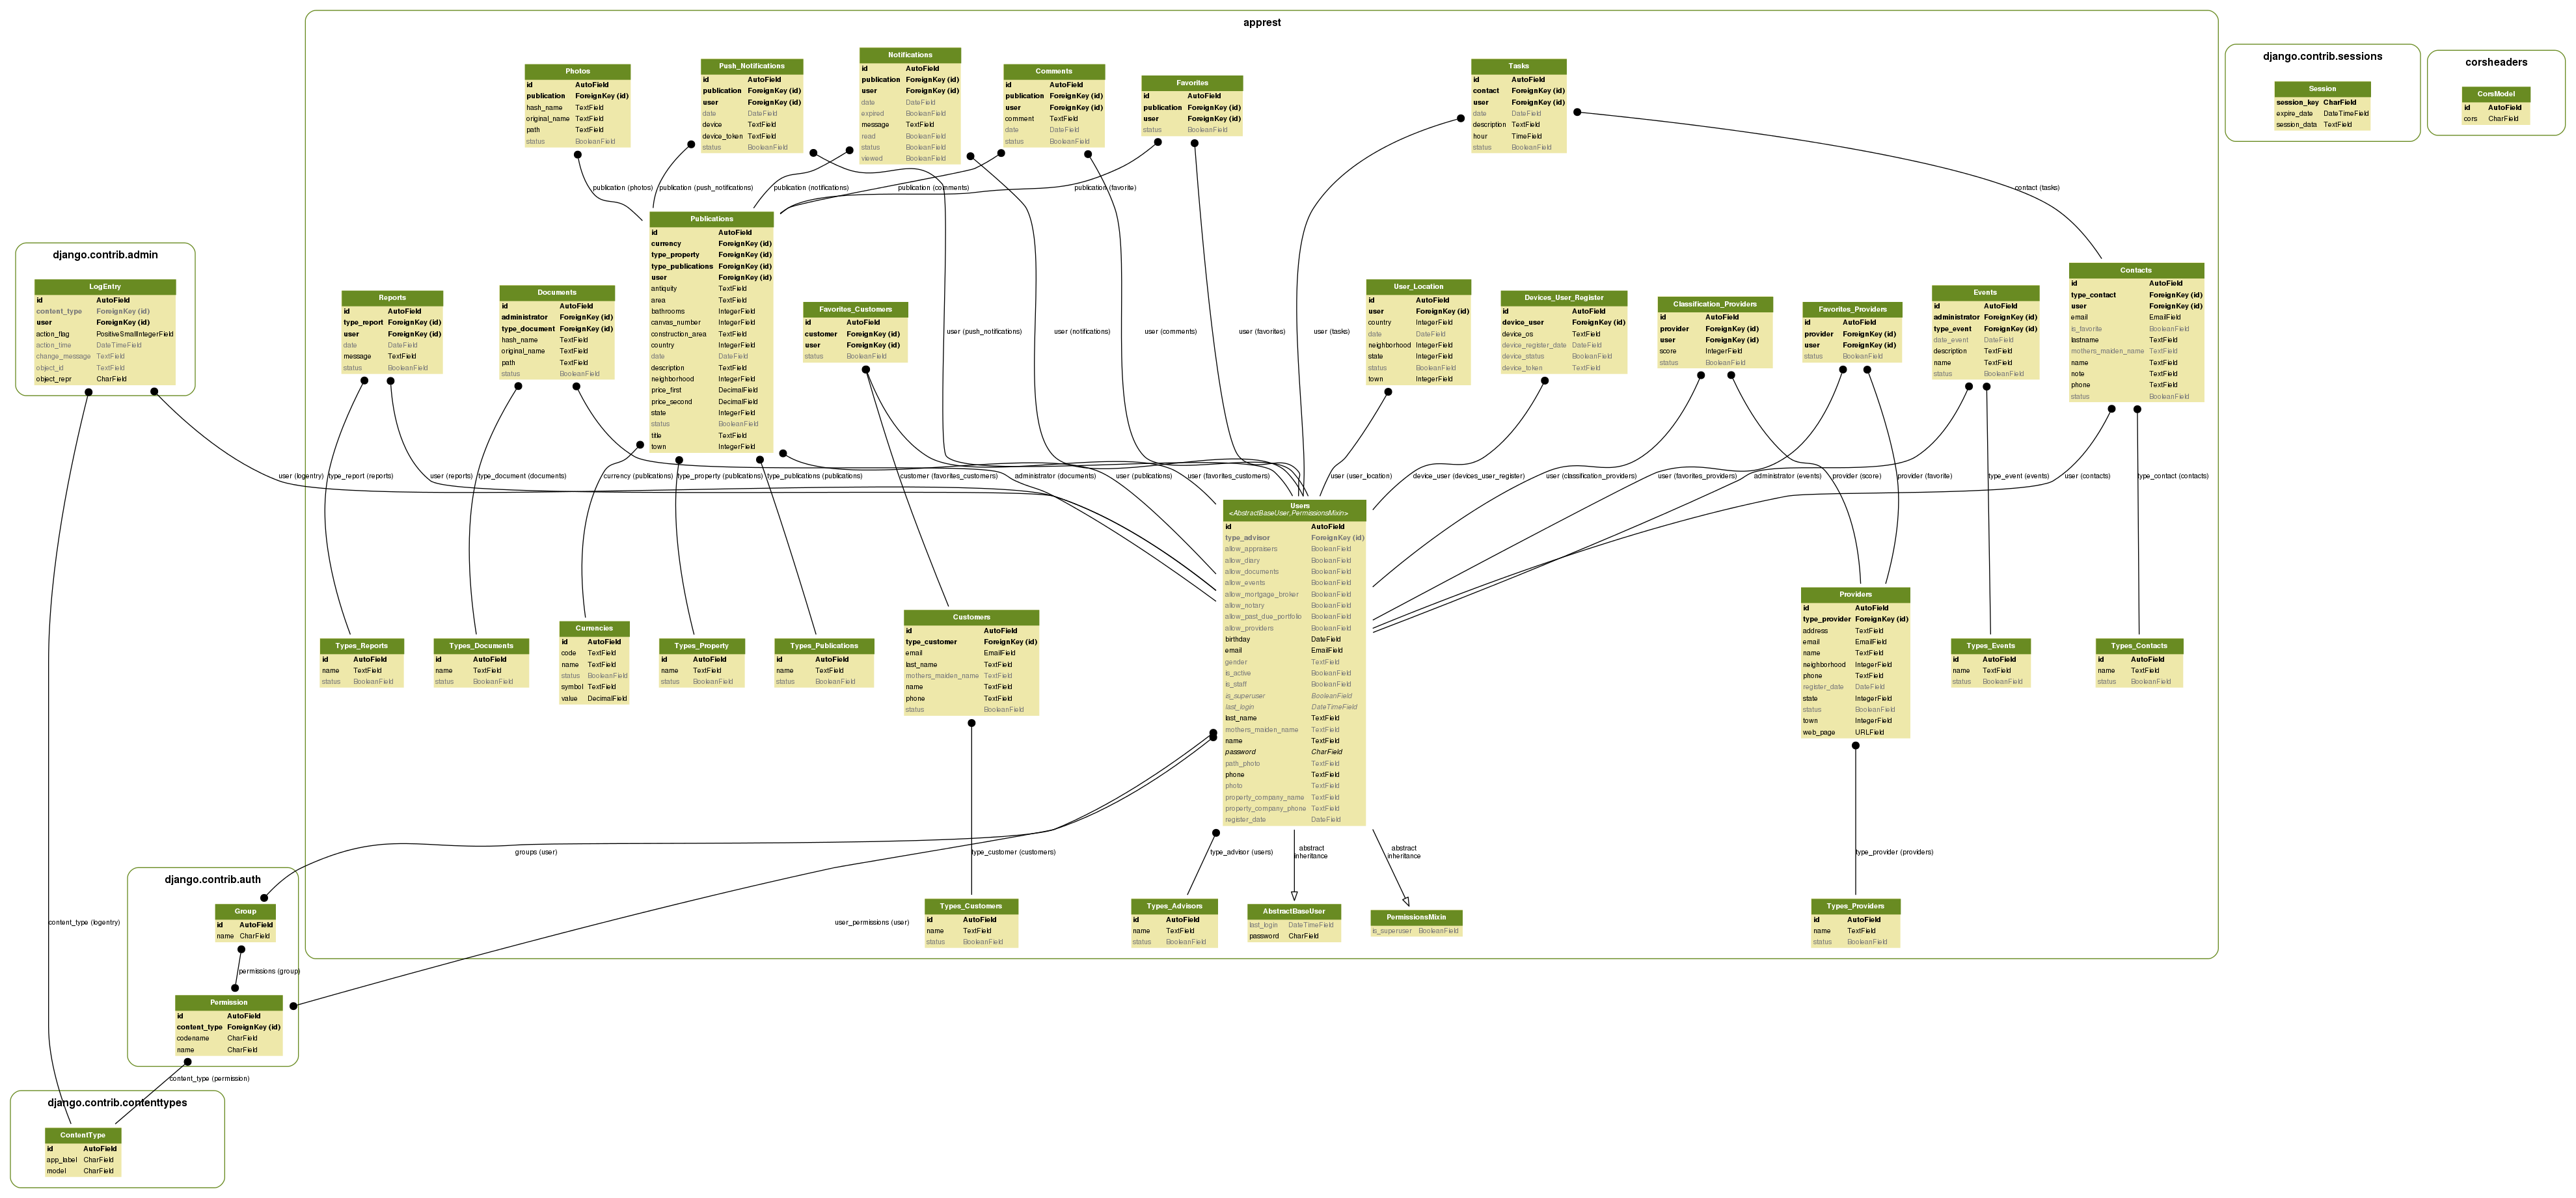 apprest
django.contrib.sessions
corsheaders
Photos
id AutoField
publication ForeignKey (id)
hash_name TextField
original_name TextField
path TextField
status BooleanField
Push_Notifications
id AutoField
publication ForeignKey (id)
user ForeignKey (id)
date DateField
device TextField
device_token TextField
status BooleanField
Notifications
id AutoField
publication ForeignKey (id)
user ForeignKey (id)
date DateField
expired BooleanField
message TextField
read BooleanField
status BooleanField
viewed BooleanField
Comments
id AutoField
publication ForeignKey (id)
user ForeignKey (id)
comment TextField
date DateField
status BooleanField
Favorites
id AutoField
publication ForeignKey (id)
user ForeignKey (id)
status BooleanField
Tasks
id AutoField
contact ForeignKey (id)
user ForeignKey (id)
date DateField
description TextField
hour TimeField
status BooleanField
Session
session_key CharField
expire_date DateTimeField
session_data TextField
CorsModel
id AutoField
cors CharField
publication (photos)
publication (push_notifications)
publication (notifications)
publication (comments)
publication (favorite)
contact (tasks)
django.contrib.admin
LogEntry
id AutoField
content_type ForeignKey (id)
user ForeignKey (id)
action_flag PositiveSmallIntegerField
action_time DateTimeField
change_message TextField
object_id TextField
object_repr CharField
Reports
id AutoField
type_report ForeignKey (id)
user ForeignKey (id)
date DateField
message TextField
status BooleanField
Documents
id AutoField
administrator ForeignKey (id)
type_document ForeignKey (id)
hash_name TextField
original_name TextField
path TextField
status BooleanField
Publications
id AutoField
currency ForeignKey (id)
type_property ForeignKey (id)
type_publications ForeignKey (id)
user ForeignKey (id)
antiquity TextField
area TextField
bathrooms IntegerField
canvas_number IntegerField
construction_area TextField
country IntegerField
date DateField
description TextField
neighborhood IntegerField
price_first DecimalField
price_second DecimalField
state IntegerField
status BooleanField
title TextField
town IntegerField
Favorites_Customers
id AutoField
customer ForeignKey (id)
user ForeignKey (id)
status BooleanField
user (push_notifications)
user (notifications)
user (comments)
user (favorites)
user (tasks)
User_Location
id AutoField
user ForeignKey (id)
country IntegerField
date DateField
neighborhood IntegerField
state IntegerField
status BooleanField
town IntegerField
Devices_User_Register
id AutoField
device_user ForeignKey (id)
device_os TextField
device_register_date DateField
device_status BooleanField
device_token TextField
Classification_Providers
id AutoField
provider ForeignKey (id)
user ForeignKey (id)
score IntegerField
status BooleanField
Favorites_Providers
id AutoField
provider ForeignKey (id)
user ForeignKey (id)
status BooleanField
Events
id AutoField
administrator ForeignKey (id)
type_event ForeignKey (id)
date_event DateField
description TextField
name TextField
status BooleanField
Contacts
id AutoField
type_contact ForeignKey (id)
user ForeignKey (id)
email EmailField
is_favorite BooleanField
lastname TextField
mothers_maiden_name TextField
name TextField
note TextField
phone TextField
status BooleanField
user (logentry)
type_report (reports)
user (reports)
type_document (documents)
currency (publications)
type_property (publications)
type_publications (publications)
customer (favorites_customers)
administrator (documents)
user (publications)
user (favorites_customers)
user (user_location)
device_user (devices_user_register)
user (classification_providers)
user (favorites_providers)
administrator (events)
provider (score)
provider (favorite)
type_event (events)
user (contacts)
type_contact (contacts)
Users
<AbstractBaseUser,PermissionsMixin>
id AutoField
type_advisor ForeignKey (id)
allow_appraisers BooleanField
allow_diary BooleanField
allow_documents BooleanField
allow_events BooleanField
allow_mortgage_broker BooleanField
allow_notary BooleanField
allow_past_due_portfolio BooleanField
allow_providers BooleanField
birthday DateField
email EmailField
gender TextField
is_active BooleanField
is_staff BooleanField
is_superuser BooleanField
last_login DateTimeField
last_name TextField
mothers_maiden_name TextField
name TextField
password CharField
path_photo TextField
phone TextField
photo TextField
property_company_name TextField
property_company_phone TextField
register_date DateField
Types_Reports
id AutoField
name TextField
status BooleanField
Types_Documents
id AutoField
name TextField
status BooleanField
Currencies
id AutoField
code TextField
name TextField
status BooleanField
symbol TextField
value DecimalField
Types_Property
id AutoField
name TextField
status BooleanField
Types_Publications
id AutoField
name TextField
status BooleanField
Customers
id AutoField
type_customer ForeignKey (id)
email EmailField
last_name TextField
mothers_maiden_name TextField
name TextField
phone TextField
status BooleanField
Providers
id AutoField
type_provider ForeignKey (id)
address TextField
email EmailField
name TextField
neighborhood IntegerField
phone TextField
register_date DateField
state IntegerField
status BooleanField
town IntegerField
web_page URLField
Types_Events
id AutoField
name TextField
status BooleanField
Types_Contacts
id AutoField
name TextField
status BooleanField
groups (user)
type_customer (customers)
type_advisor (users)
abstract
inheritance
abstract
inheritance
type_provider (providers)
django.contrib.auth
Group
id AutoField
name CharField
content_type (logentry)
user_permissions (user)
Types_Customers
id AutoField
name TextField
status BooleanField
Types_Advisors
id AutoField
name TextField
status BooleanField
AbstractBaseUser
last_login DateTimeField
password CharField
PermissionsMixin
is_superuser BooleanField
Types_Providers
id AutoField
name TextField
status BooleanField
permissions (group)
Permission
id AutoField
content_type ForeignKey (id)
codename CharField
name CharField
content_type (permission)
django.contrib.contenttypes
ContentType
id AutoField
app_label CharField
model CharField